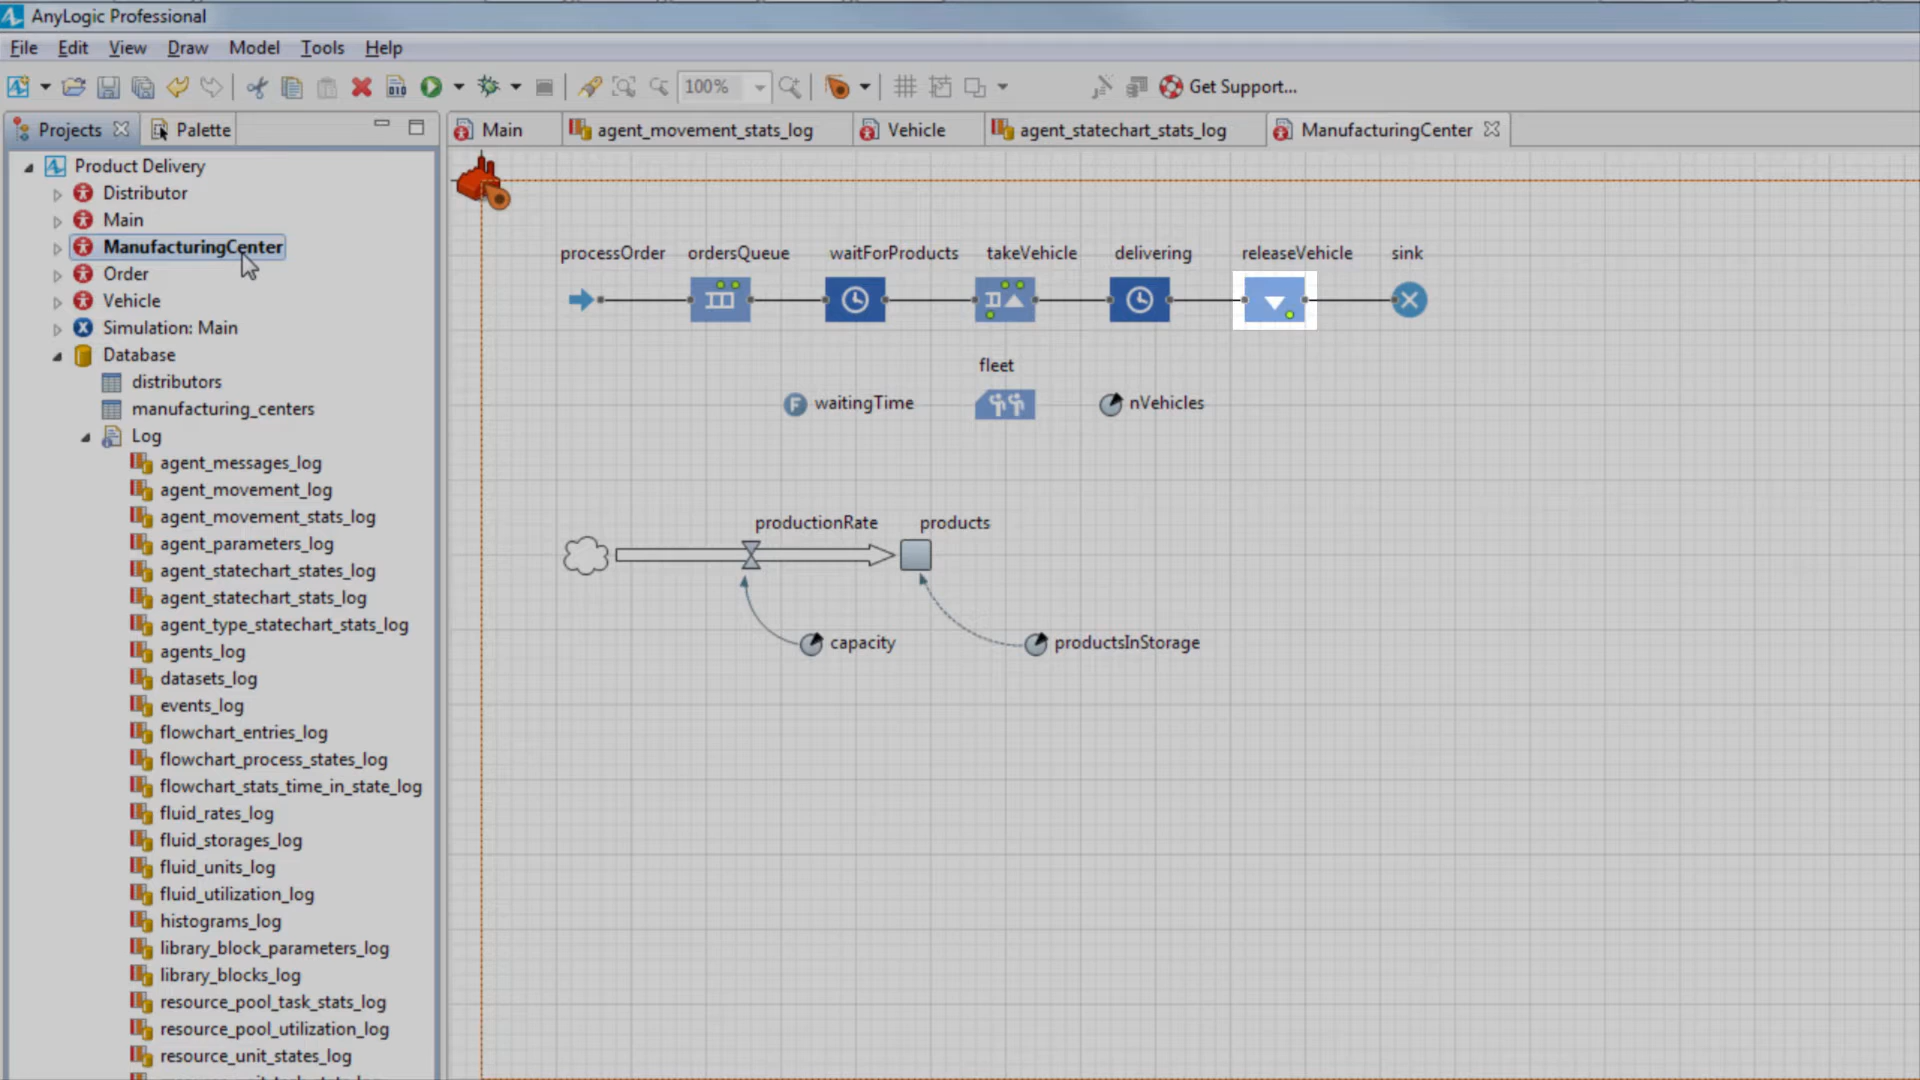 AnyLogic Professional
File Edit View Draw Model Tools Help
100% Get Support...
Projects Palette
Main agent_movement_stats_log Vehicle agent_statechart_stats_log ManufacturingCenter
Product Delivery
Distributor
Main
ManufacturingCenter
Order
Vehicle
Simulation: Main
Database
distributors
manufacturing_centers
Log
agent_messages_log
agent_movement_log
agent_movement_stats_log
agent_parameters_log
agent_statechart_states_log
agent_statechart_stats_log
agent_type_statechart_stats_log
agents_log
datasets_log
events_log
flowchart_entries_log
flowchart_process_states_log
flowchart_stats_time_in_state_log
fluid_rates_log
fluid_storages_log
fluid_units_log
fluid_utilization_log
histograms_log
library_block_parameters_log
library_blocks_log
resource_pool_task_stats_log
resource_pool_utilization_log
resource_unit_states_log
processOrder ordersQueue waitForProducts takeVehicle delivering releaseVehicle sink
fleet
F waitingTime nVehicles
productionRate products
capacity productsInStorage